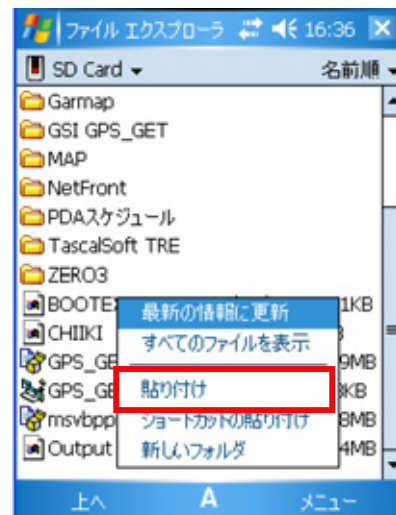 ファイル エクスプローラ 16:36
SD Card 名前順
Garmap
GSI GPS_GET
MAP
NetFront
PDAスケジュール
TascalSoft TRE
ZERO3
BOOTE 1KB
最新の情報に更新
CHIIKI
すべてのファイルを表示
GPS_GE 9MB
GPS_GE KB
貼り付け
msvbpp 8MB
ショートカットの貼り付け
Output 4MB
新しいフォルダ
上へ A メニュー